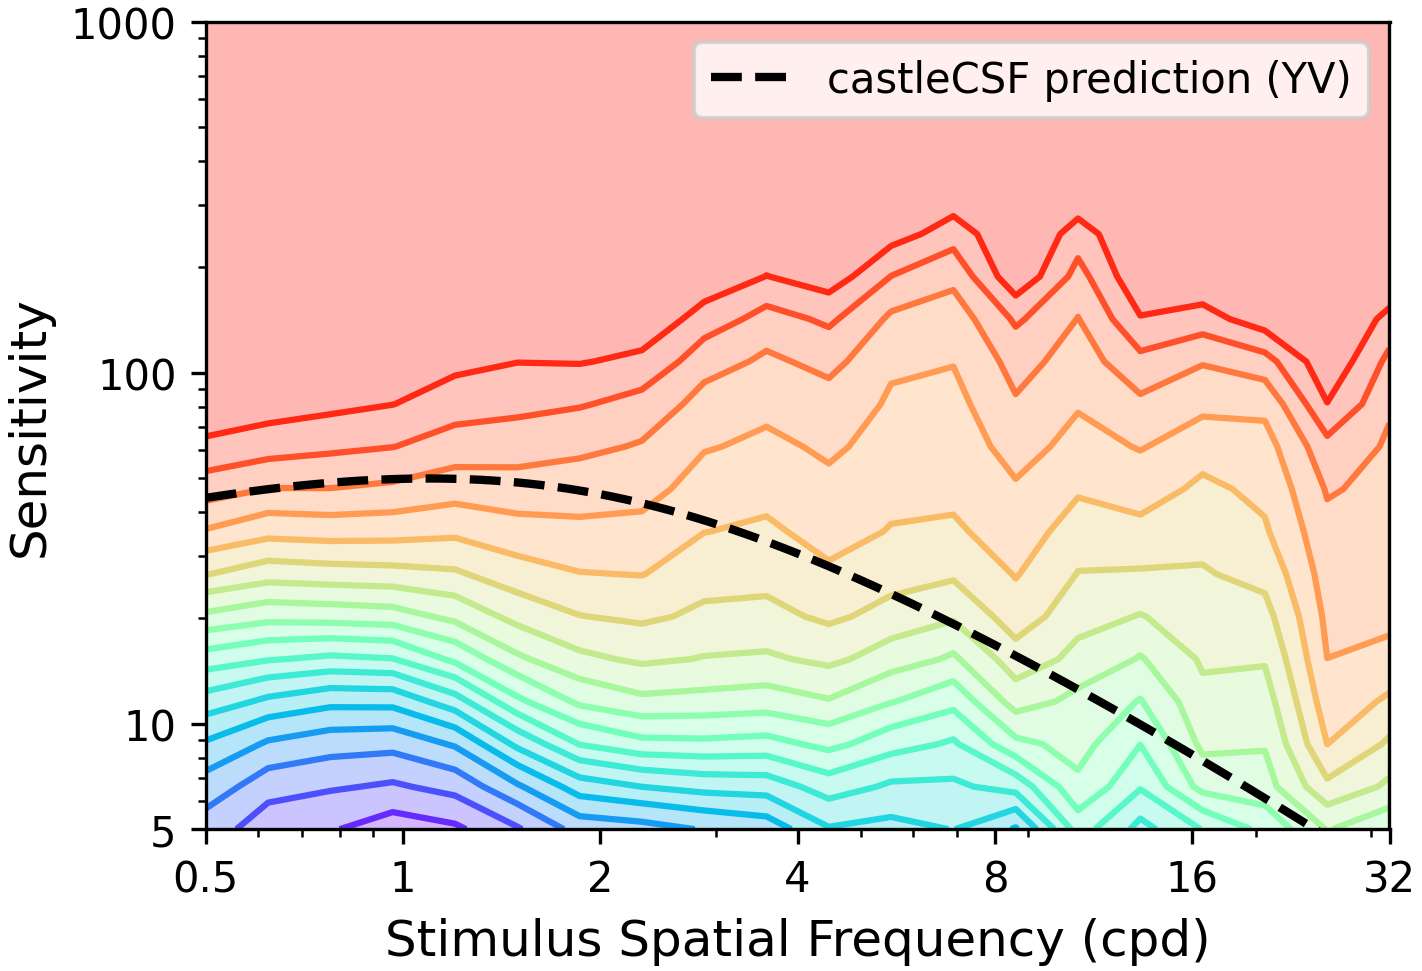 1000
castleCSF prediction (YV)
Sensitivity
100
10
5
0.5 1 2 4 8 16 32
Stimulus Spatial Frequency (cpd)